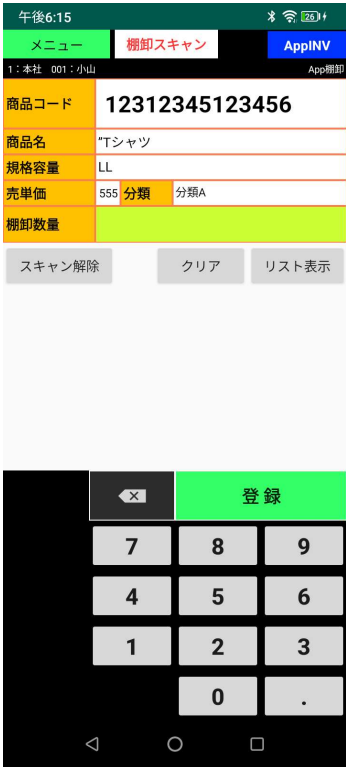 午後6:15 26
メニュー 棚卸スキャン AppINV
1：本社 001：小山 App棚卸
商品コード 12312345123456
商品名 "Tシャツ
規格容量 LL
売単価 555 分類 分類A
棚卸数量
スキャン解除 クリア リスト表示
登録
7 8 9
4 5 6
1 2 3
0 .